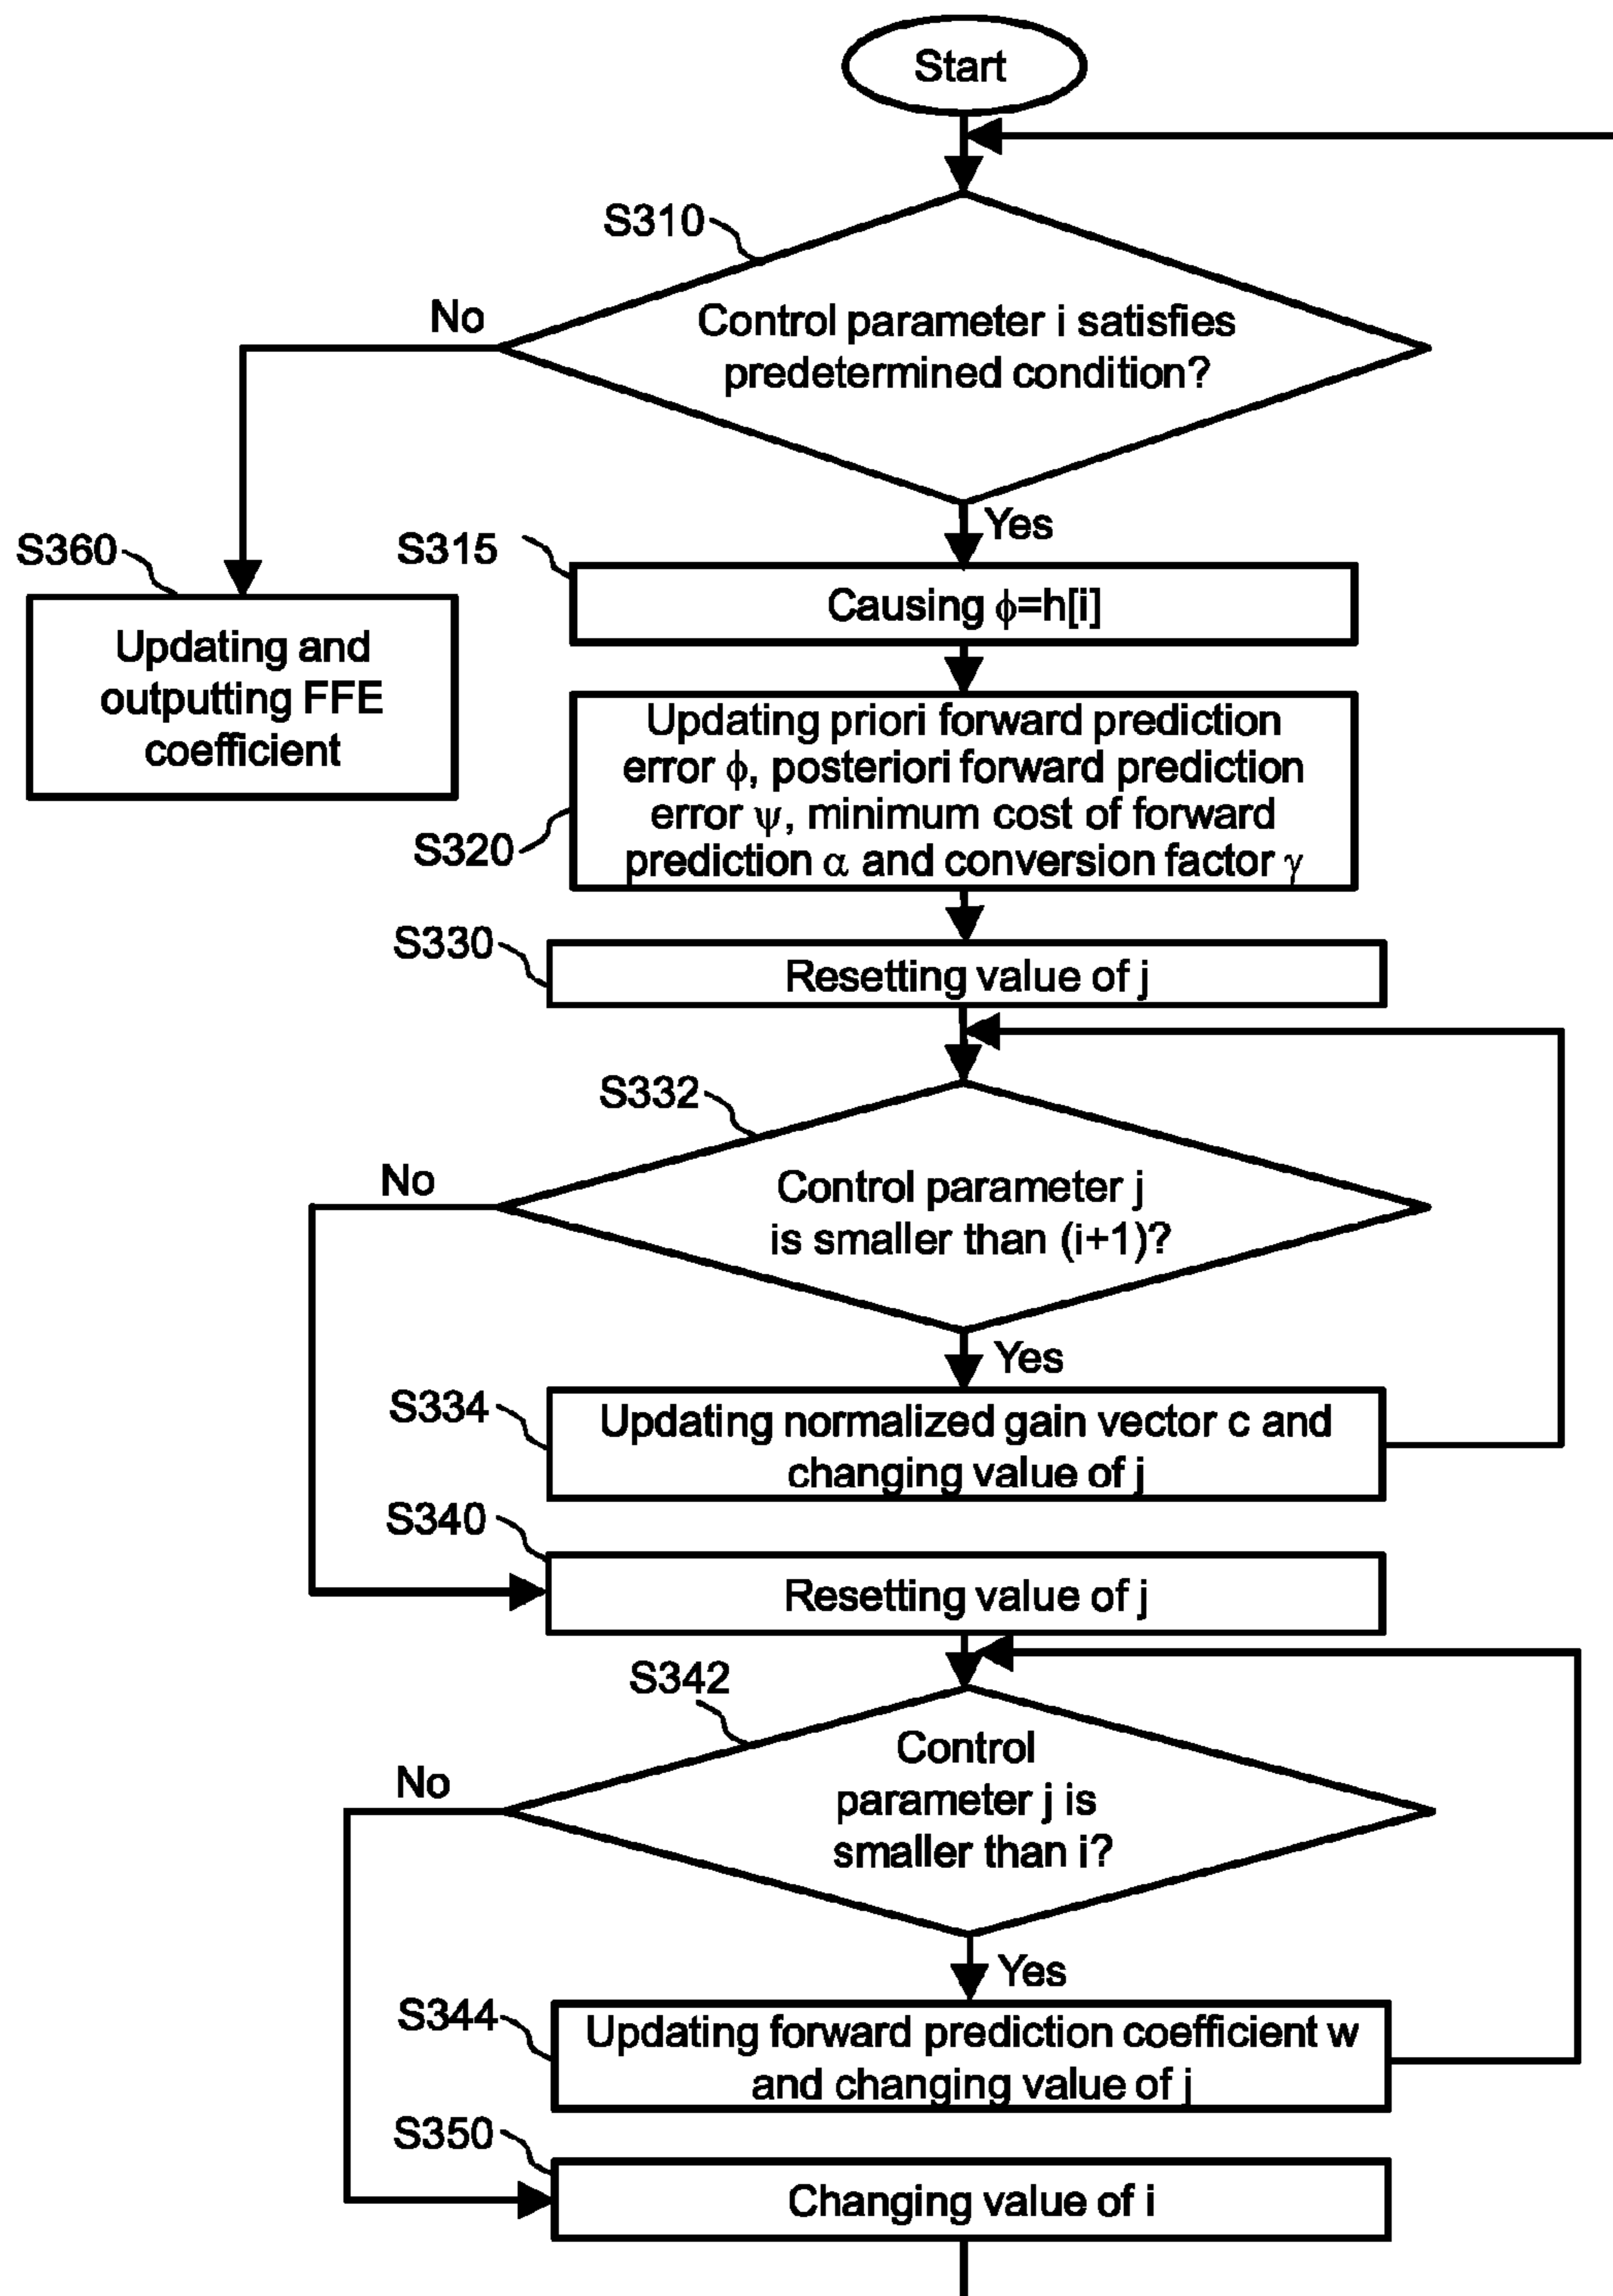 Start
S310
No
Control parameter i satisfies
predetermined condition?
Yes
S360
Updating and
outputting FFE
coefficient
S315
Causing ϕ=h[i]
S320
Updating priori forward prediction
error ϕ, posteriori forward prediction
error ψ, minimum cost of forward
prediction α and conversion factor γ
S330
Resetting value of j
S332
No
Control parameter j
is smaller than (i+1)?
Yes
S334
Updating normalized gain vector c and
changing value of j
S340
Resetting value of j
S342
No
Control
parameter j is
smaller than i?
Yes
S344
Updating forward prediction coefficient w
and changing value of j
S350
Changing value of i